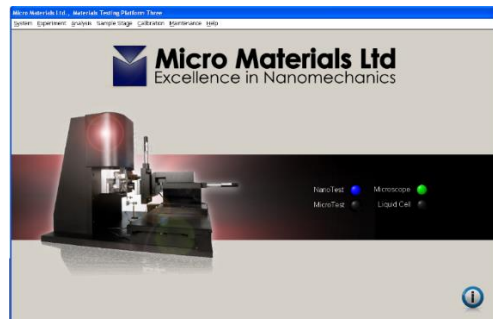 Micro Materials Ltd., Materials Testing Platform Three
System Experiment Analysis Sample Stage Calibration Maintenance Help
Micro Materials Ltd
Excellence in Nanomechanics
NanoTest Microscope
MicroTest Liquid Cell